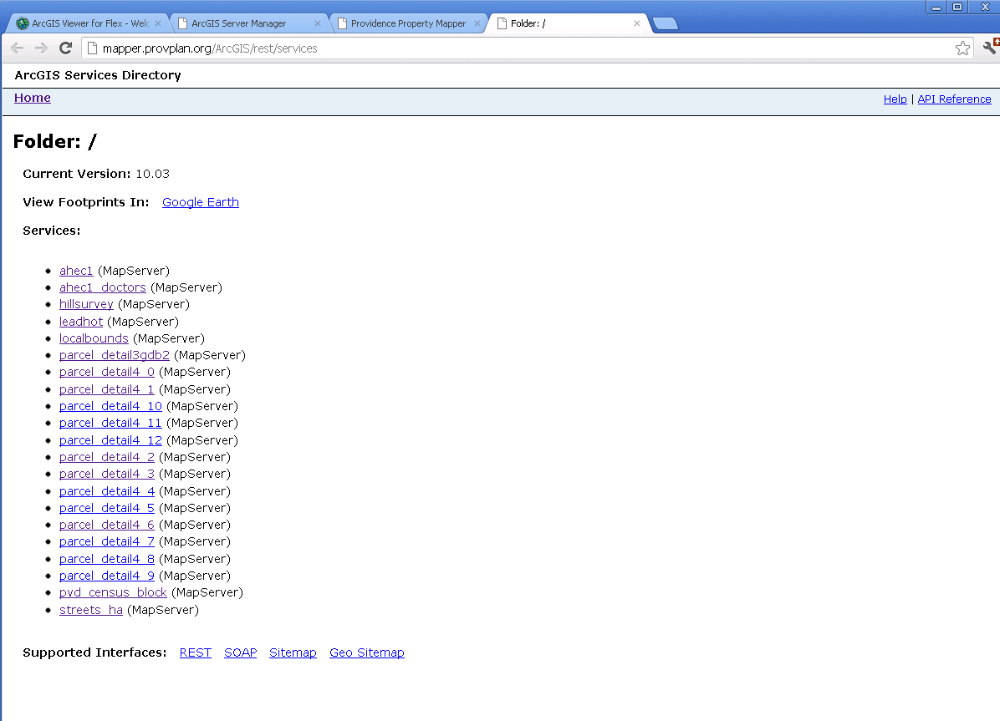 ArcGIS Viewer for Flex - Welc
ArcGIS Server Manager
Providence Property Mapper
Folder: /
mapper.provplan.org/ArcGIS/rest/services
ArcGIS Services Directory
Home
Help | API Reference
Folder: /
Current Version: 10.03
View Footprints In: Google Earth
Services:
ahec1 (MapServer)
ahec1_doctors (MapServer)
hillsurvey (MapServer)
leadhot (MapServer)
localbounds (MapServer)
parcel_detail3gdb2 (MapServer)
parcel_detail4_0 (MapServer)
parcel_detail4_1 (MapServer)
parcel_detail4_10 (MapServer)
parcel_detail4_11 (MapServer)
parcel_detail4_12 (MapServer)
parcel_detail4_2 (MapServer)
parcel_detail4_3 (MapServer)
parcel_detail4_4 (MapServer)
parcel_detail4_5 (MapServer)
parcel_detail4_6 (MapServer)
parcel_detail4_7 (MapServer)
parcel_detail4_8 (MapServer)
parcel_detail4_9 (MapServer)
pvd_census_block (MapServer)
streets_ha (MapServer)
Supported Interfaces: REST SOAP Sitemap Geo Sitemap